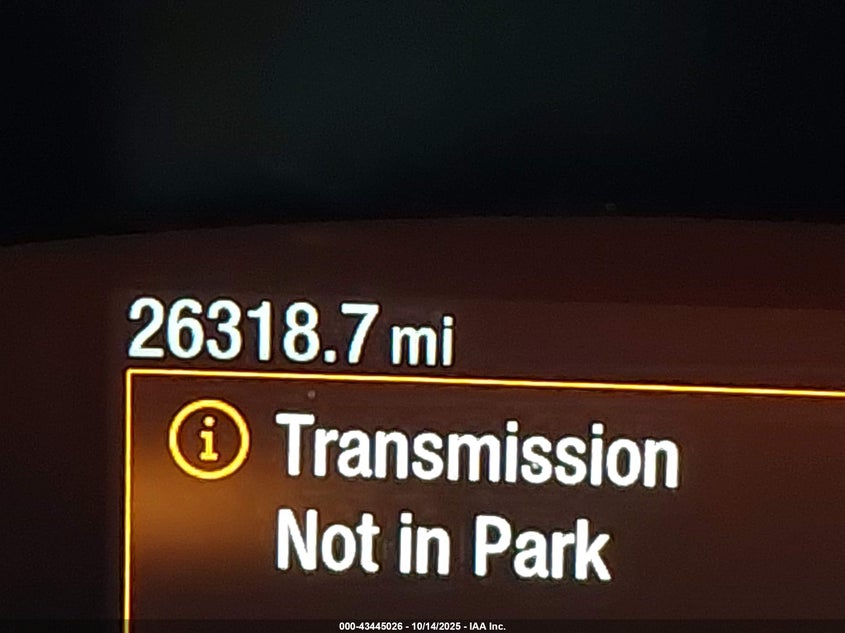 26318.7 mi
i Transmission
Not in Park
000-43445026 - 10/14/2025 - IAA Inc.